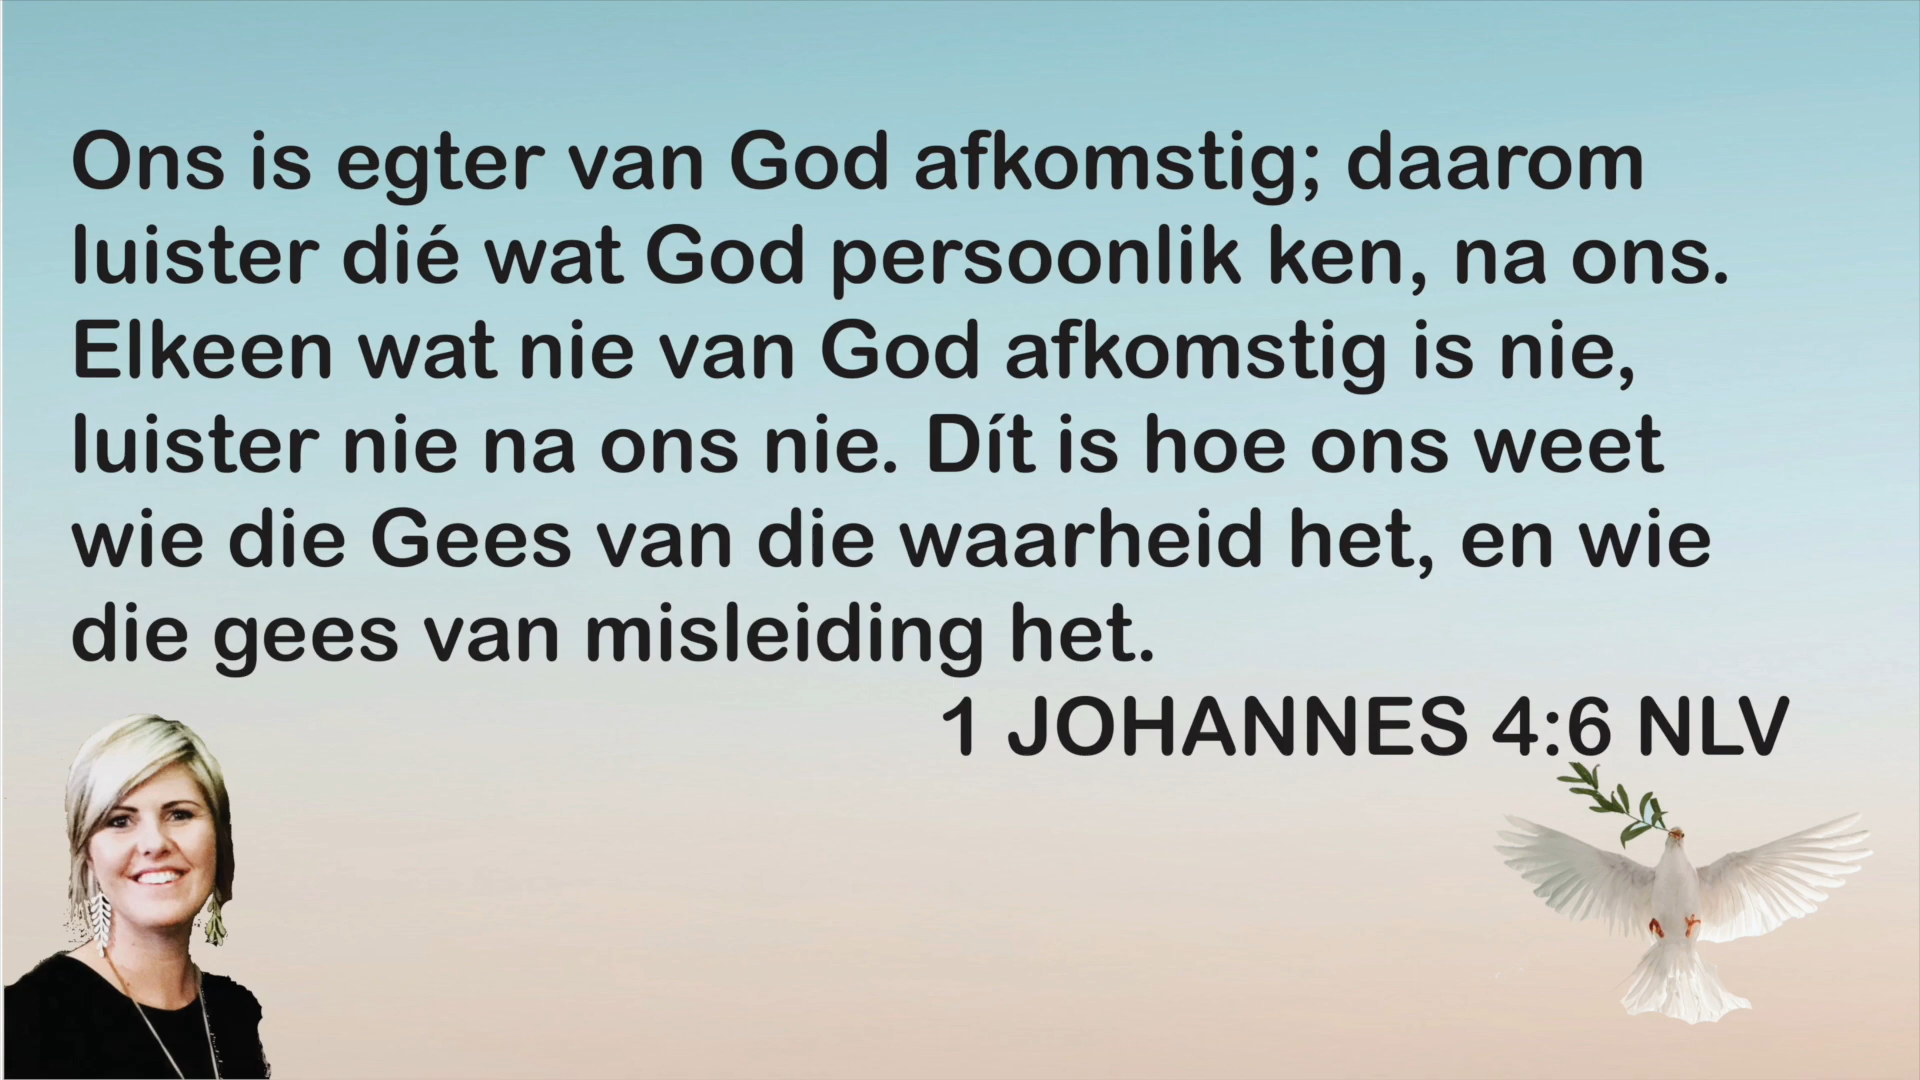 Ons is egter van God afkomstig; daarom
luister dié wat God persoonlik ken, na ons.
Elkeen wat nie van God afkomstig is nie,
luister nie na ons nie. Dít is hoe ons weet
wie die Gees van die waarheid het, en wie
die gees van misleiding het.
1 JOHANNES 4:6 NLV